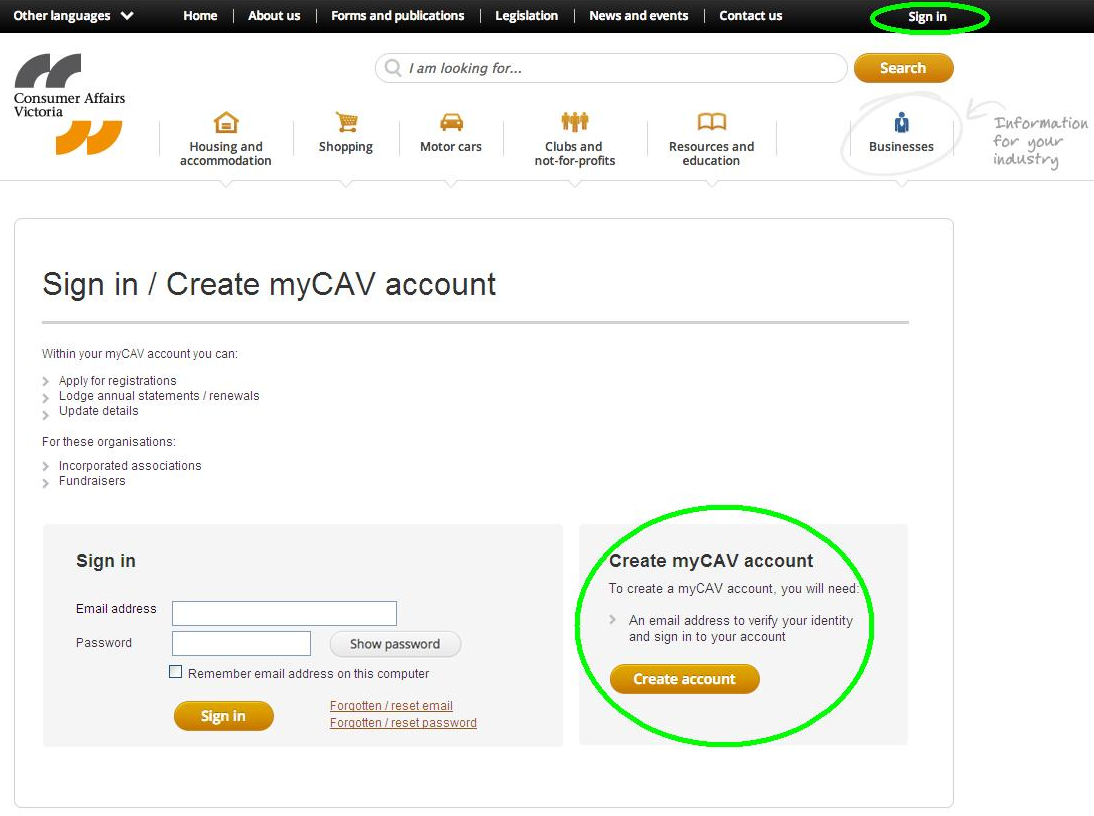 Other languages
Home
About us
Forms and publications
Legislation
News and events
Contact us
Sign in
Consumer Affairs
Victoria
I am looking for...
Search
Housing and
accommodation
Shopping
Motor cars
Clubs and
not-for-profits
Resources and
education
Businesses
Information
for your
industry
Sign in / Create myCAV account
Within your myCAV account you can:
Apply for registrations
Lodge annual statements / renewals
Update details
For these organisations:
Incorporated associations
Fundraisers
Sign in
Email address
Password
Show password
Remember email address on this computer
Sign in
Forgotten / reset email
Forgotten / reset password
Create myCAV account
To create a myCAV account, you will need:
An email address to verify your identity
and sign in to your account
Create account